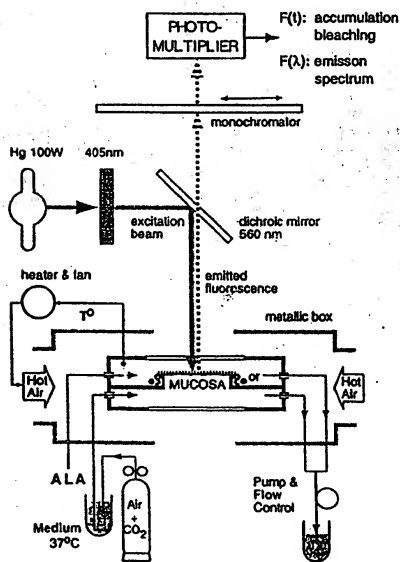 PHOTO-
MULTIPLIER
F(t): accumulation
bleaching
F(λ): emisson
spectrum
monochromator
Hg 100W
405nm
excitation
beam
dichroic mirror
560 nm
emitted
fluorescence
heater & fan
T°
metallic box
Hot
Air
MUCOSA
or
Hot
Air
ALA
Medium
37°C
Air
+
CO2
Pump &
Flow
Control